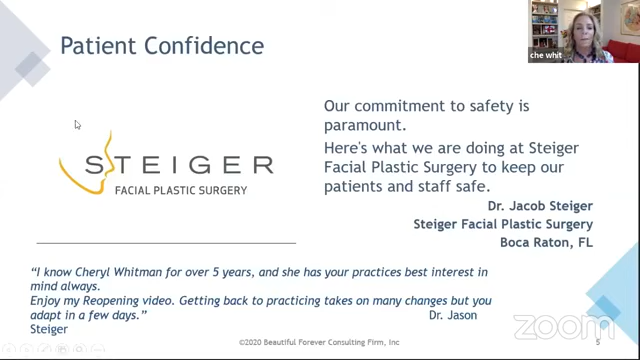 Patient Confidence
che whit
Our commitment to safety is
paramount.
Here's what we are doing at Steiger
Facial Plastic Surgery to keep our
patients and staff safe.
Dr. Jacob Steiger
Steiger Facial Plastic Surgery
Boca Raton, FL
STEIGER
FACIAL PLASTIC SURGERY
“I know Cheryl Whitman for over 5 years, and she has your practices best interest in
mind always.
Enjoy my Reopening video. Getting back to practicing takes on many changes but you
adapt in a few days.” Dr. Jason
Steiger
©2020 Beautiful Forever Consulting Firm, Inc
5
zoom